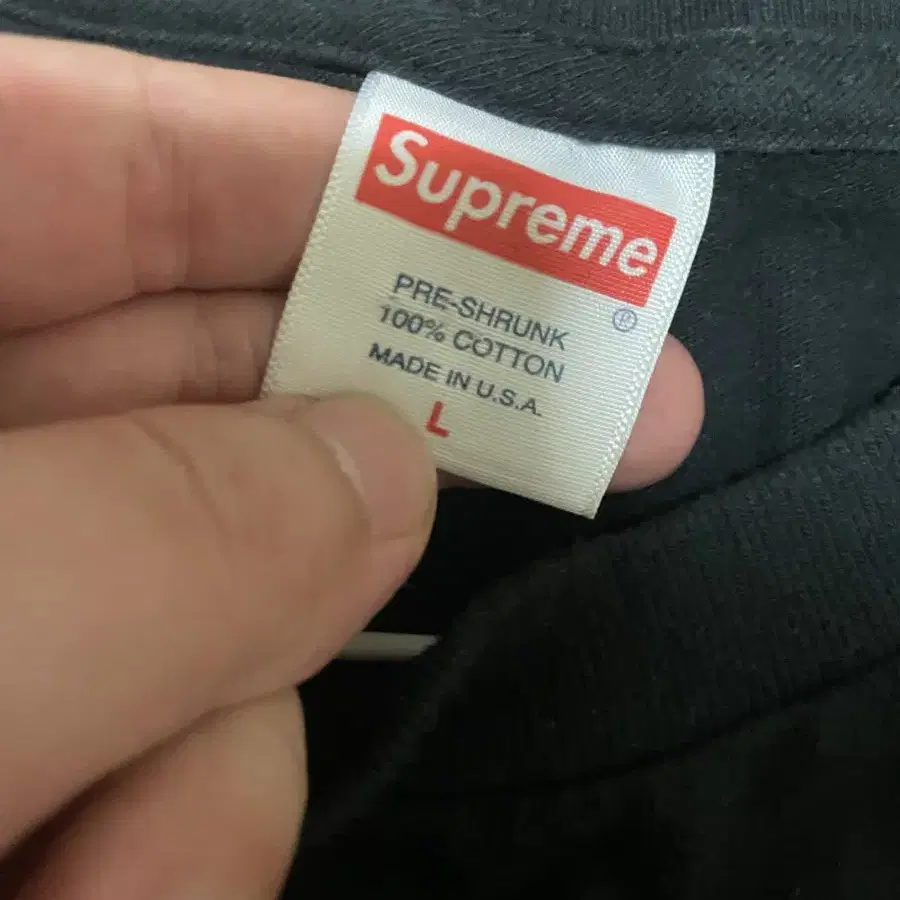 Supreme
®
PRE-SHRUNK
100% COTTON
MADE IN U.S.A.
L